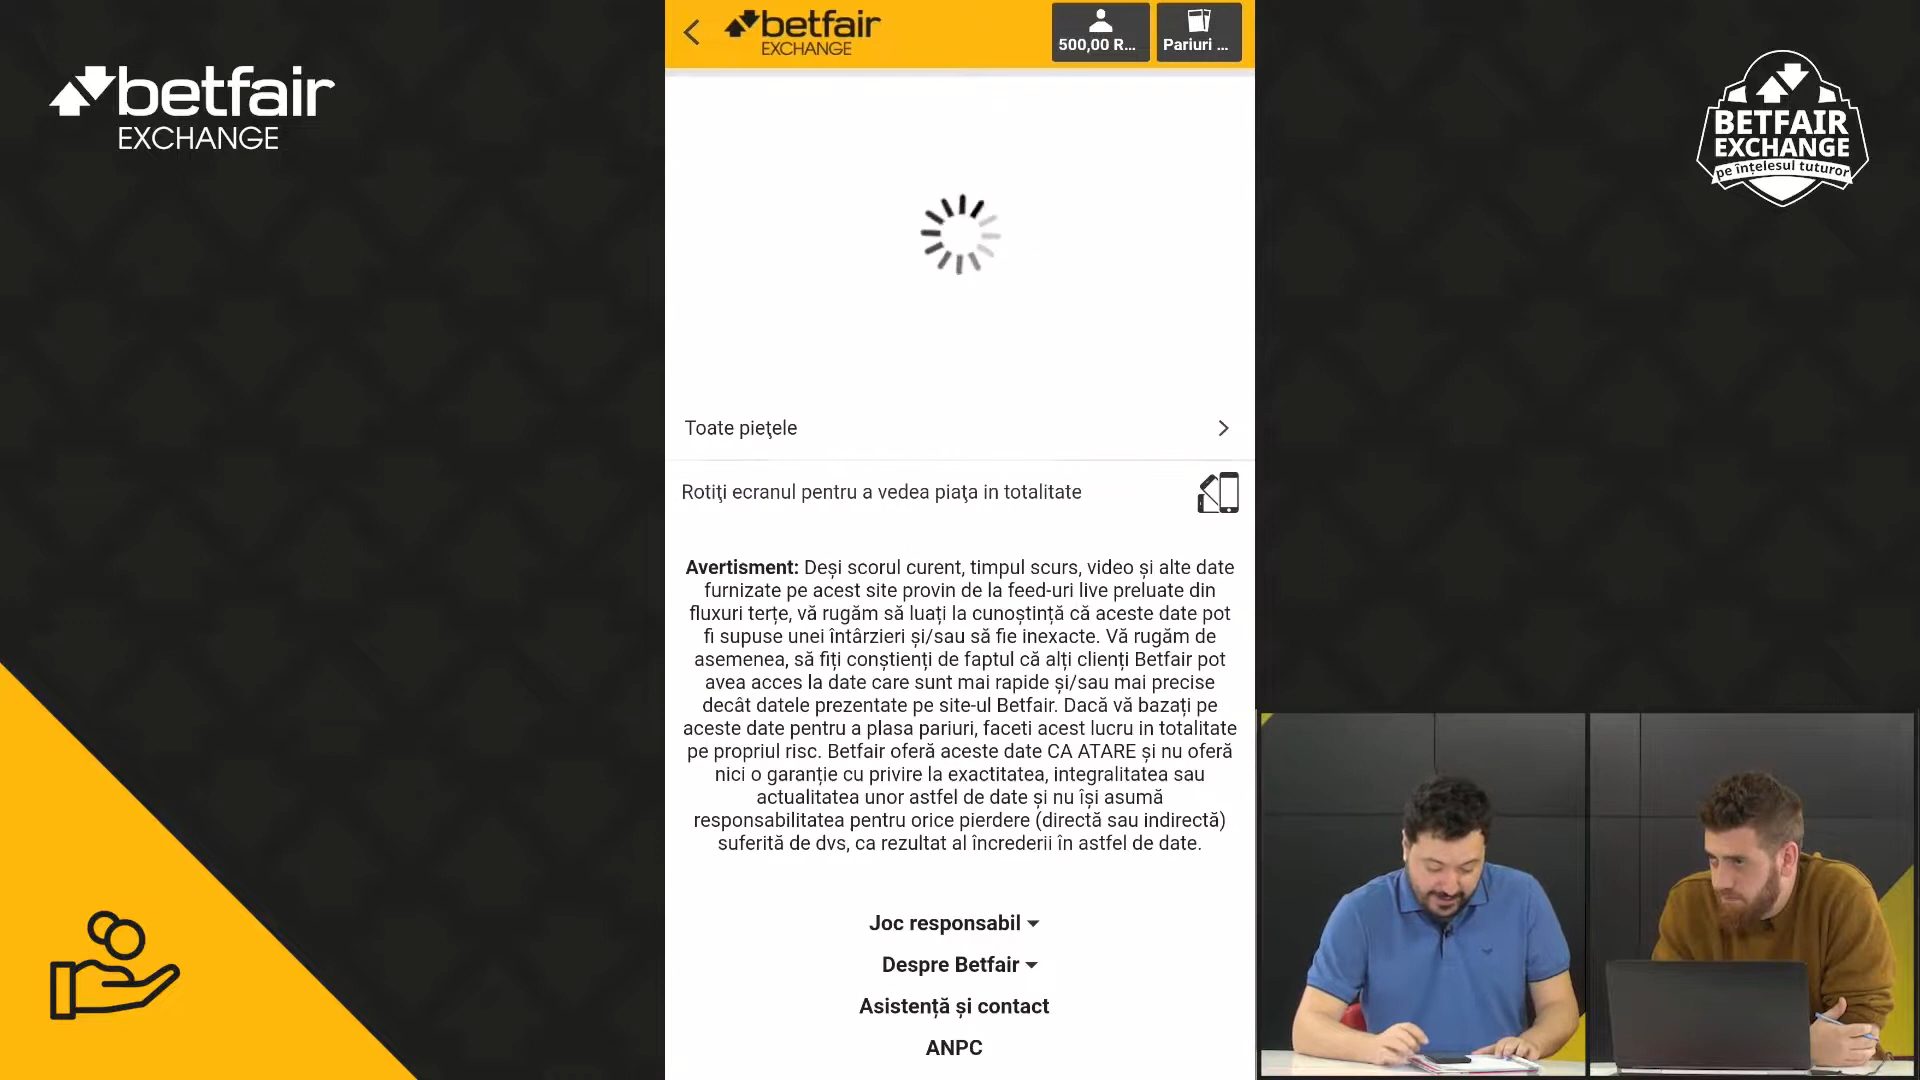 betfair
EXCHANGE
betfair
EXCHANGE
500,00 R...
Pariuri ...
BETFAIR
EXCHANGE
pe înțelesul tuturor
Toate pieţele
Rotiţi ecranul pentru a vedea piaţa in totalitate
Avertisment: Deși scorul curent, timpul scurs, video și alte date
furnizate pe acest site provin de la feed-uri live preluate din
fluxuri terțe, vă rugăm să luați la cunoștință că aceste date pot
fi supuse unei întârzieri și/sau să fie inexacte. Vă rugăm de
asemenea, să fiți conștienți de faptul că alți clienți Betfair pot
avea acces la date care sunt mai rapide și/sau mai precise
decât datele prezentate pe site-ul Betfair. Dacă vă bazați pe
aceste date pentru a plasa pariuri, faceti acest lucru in totalitate
pe propriul risc. Betfair oferă aceste date CA ATARE și nu oferă
nici o garanție cu privire la exactitatea, integralitatea sau
actualitatea unor astfel de date și nu își asumă
responsabilitatea pentru orice pierdere (directă sau indirectă)
suferită de dvs, ca rezultat al încrederii în astfel de date.
Joc responsabil
Despre Betfair
Asistență și contact
ANPC